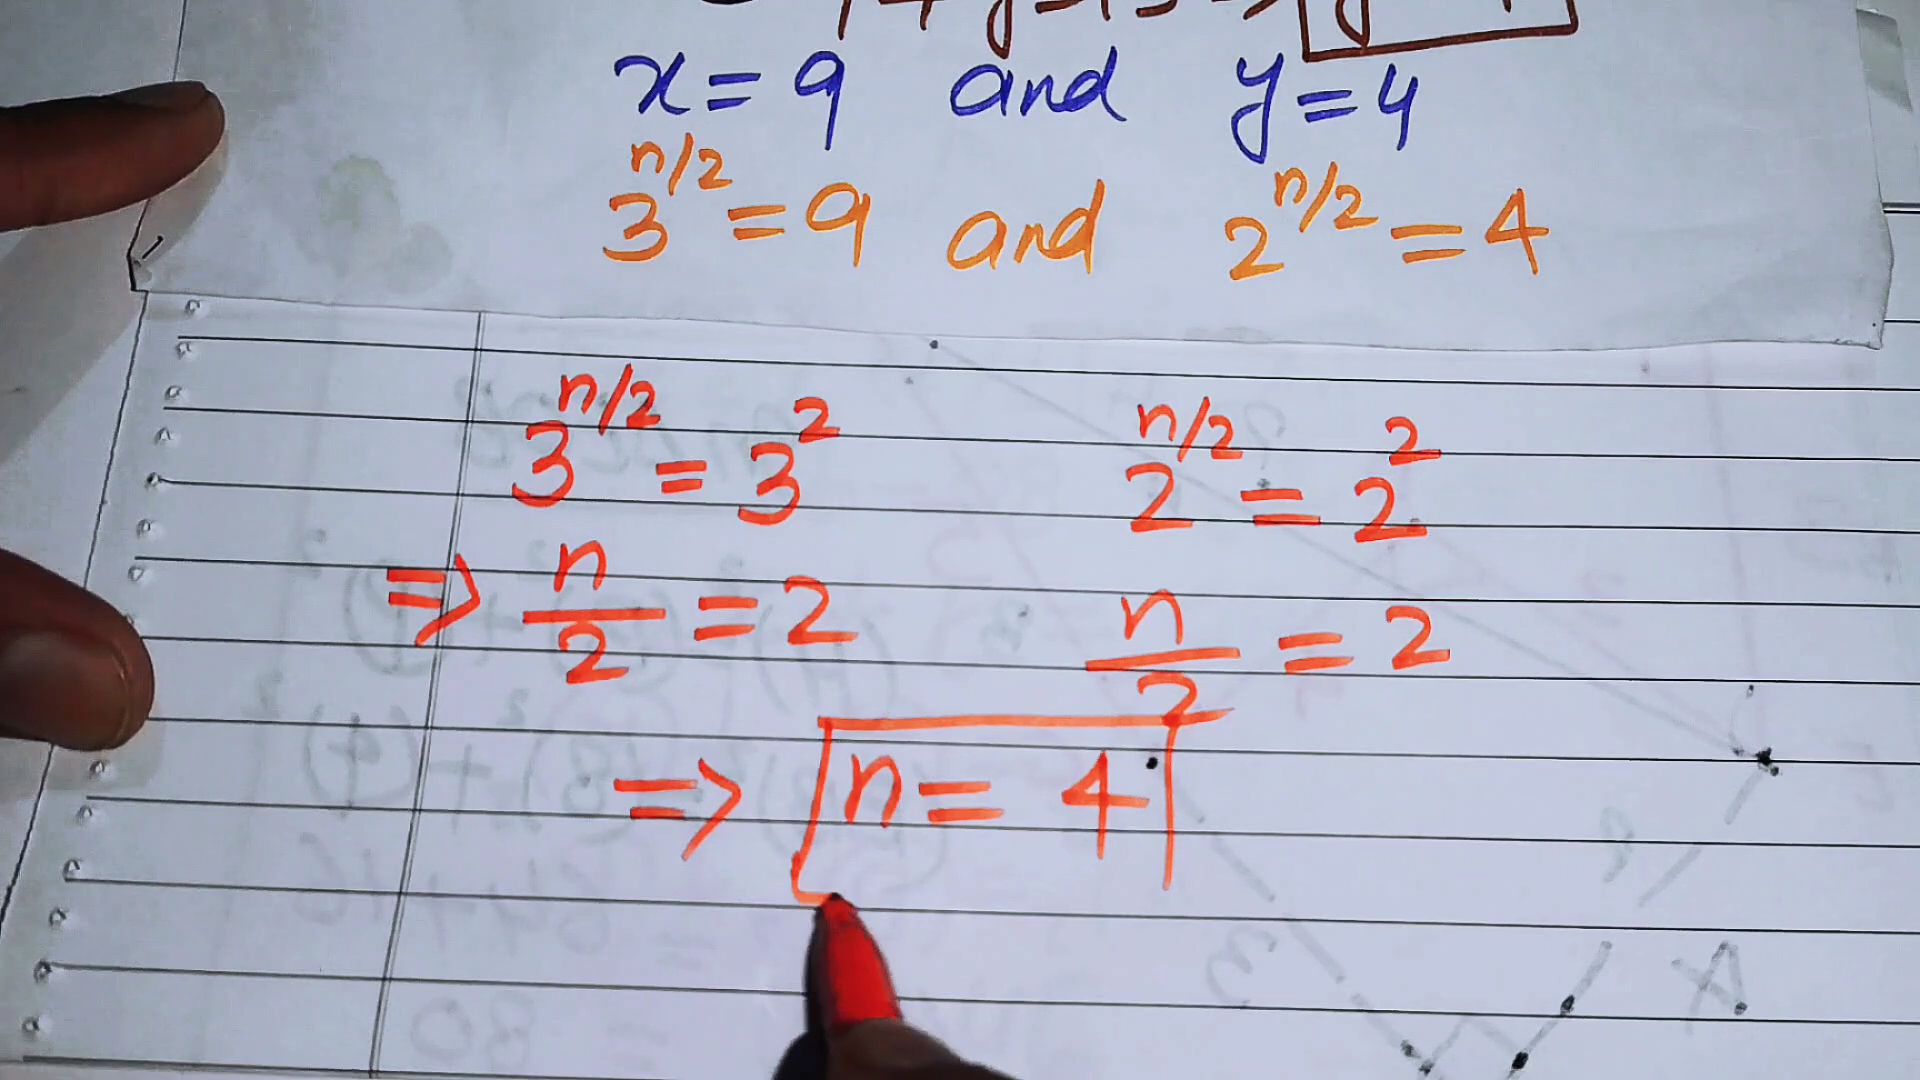 x = 9 and y = 4
3^{n/2} = 9 and 2^{n/2} = 4
3^{n/2} = 3^2 2^{n/2} = 2^2
=> n/2 = 2 n/2 = 2
=> n = 4